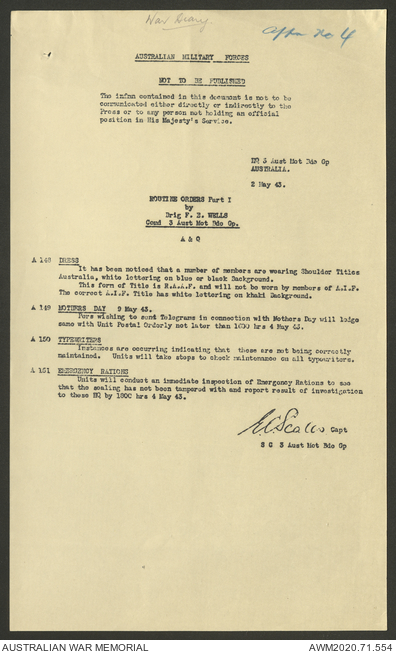 War Diary.
Appx No 4
AUSTRALIAN MILITARY FORCES
NOT TO BE PUBLISHED
The infmn contained in this document is not to be
communicated either directly or indirectly to the
Press or to any person not holding an official
position in His Majesty's Service.
HQ 3 Aust Mot Bde Gp
AUSTRALIA.
2 May 43.
ROUTINE ORDERS Part I
by
Brig F. E. WELLS
Comd 3 Aust Mot Bde Gp.
A & Q
A 148 DRESS
It has been noticed that a number of members are wearing Shoulder Titles
Australia, white lettering on blue or black Background.
This form of Title is R.A.A.F. and will not be worn by members of A.I.F.
The correct A.I.F. Title has white lettering on khaki Background.
A 149 MOTHERS DAY 9 May 43.
Pers wishing to send Telegrams in connection with Mothers Day will lodge
same with Unit Postal Orderly not later than 1600 hrs 4 May 43.
A 150 TYPEWRITERS
Instances are occurring indicating that these are not being correctly
maintained. Units will take steps to check maintenance on all typewriters.
A 151 EMERGENCY RATIONS
Units will conduct an immediate inspection of Emergency Rations to see
that the sealing has not been tampered with and report result of investigation
to these HQ by 1800 hrs 4 May 43.
Capt
S C 3 Aust Mot Bde Gp
AUSTRALIAN WAR MEMORIAL AWM2020.71.554